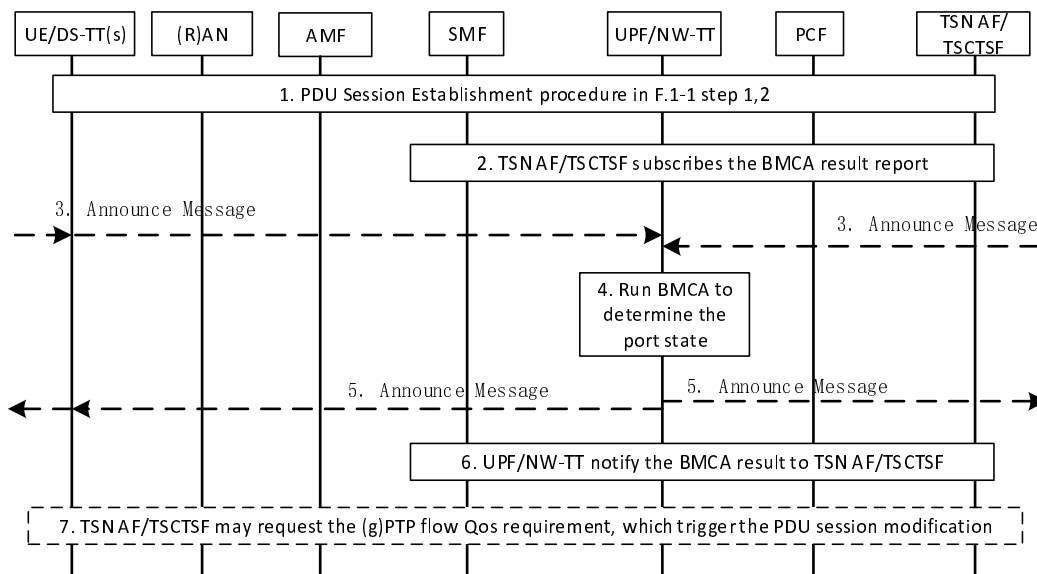 UE/DS-TT(s)
(R)AN
AMF
SMF
UPF/NW-TT
PCF
TSN AF/
TSCTSF
1. PDU Session Establishment procedure in F.1-1 step 1,2
2. TSN AF/TSCTSF subscribes the BMCA result report
3. Announce Message
3. Announce Message
4. Run BMCA to
determine the
port state
5. Announce Message
5. Announce Message
6. UPF/NW-TT notify the BMCA result to TSN AF/TSCTSF
7. TSN AF/TSCTSF may request the (g)PTP flow Qos requirement, which trigger the PDU session modification